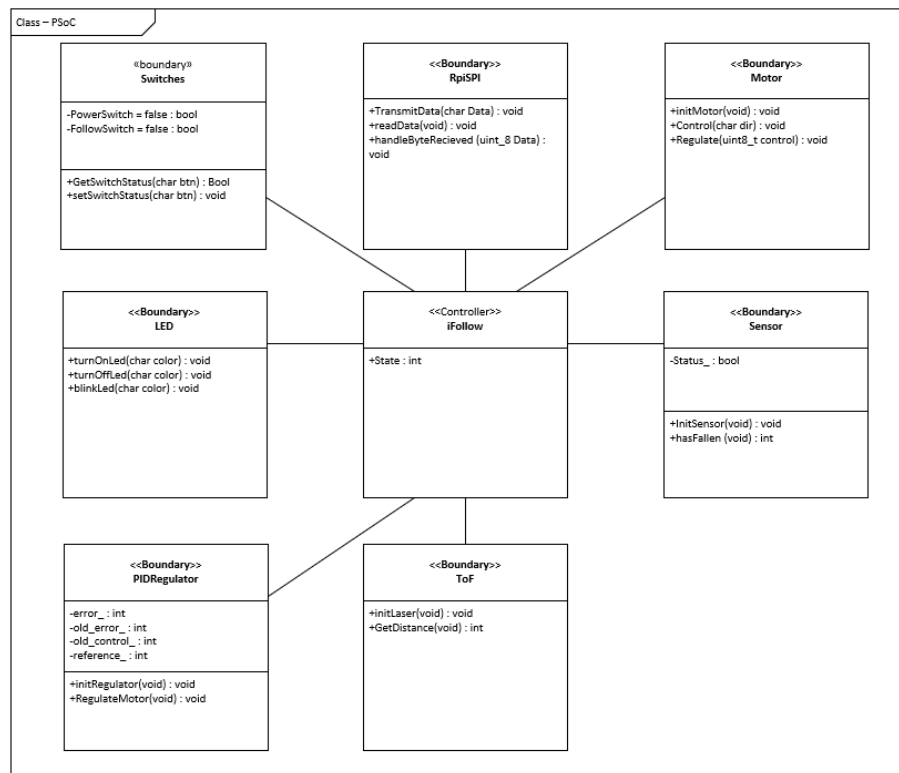 Class – PSoC
«boundary»
Switches
-PowerSwitch = false : bool
-FollowSwitch = false : bool
+GetSwitchStatus(char btn) : Bool
+setSwitchStatus(char btn) : void
<<Boundary>>
RpiSPI
+TransmitData(char Data) : void
+readData(void) : void
+handleByteRecieved (uint_8 Data) :
void
<<Boundary>>
Motor
+initMotor(void) : void
+Control(char dir) : void
+Regulate(uint8_t control) : void
<<Boundary>>
LED
+turnOnLed(char color) : void
+turnOffLed(char color) : void
+blinkLed(char color) : void
<<Controller>>
iFollow
+State : int
<<Boundary>>
Sensor
-Status_ : bool
+InitSensor(void) : void
+hasFallen (void) : int
<<Boundary>>
PIDRegulator
-error_ : int
-old_error_ : int
-old_control_ : int
-reference_ : int
+initRegulator(void) : void
+RegulateMotor(void) : void
<<Boundary>>
ToF
+initLaser(void) : void
+GetDistance(void) : int